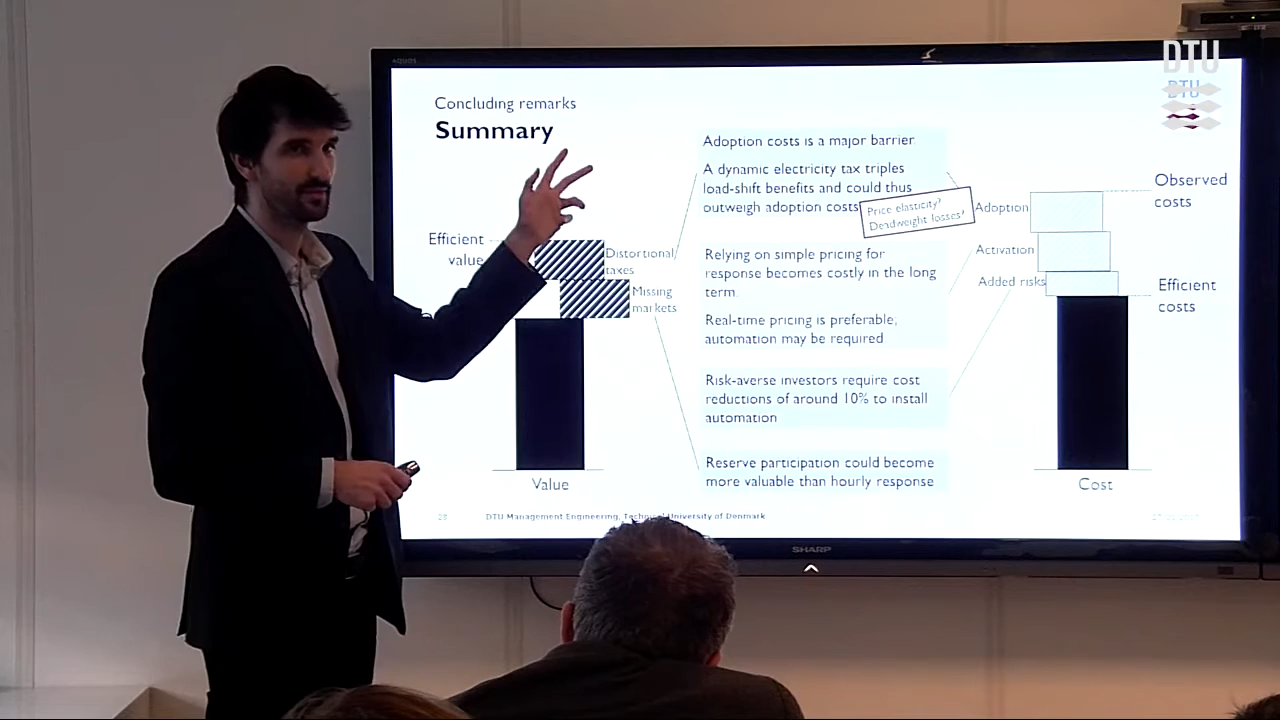 AQUOS
DTU
DTU
Concluding remarks
Summary
Adoption costs is a major barrier
A dynamic electricity tax triples
load-shift benefits and could thus
outweigh adoption costs
Price elasticity?
Deadweight losses?
Observed
costs
Adoption
Efficient
value
Distortional
taxes
Missing
markets
Relying on simple pricing for
response becomes costly in the long
term.
Real-time pricing is preferable;
automation may be required
Activation
Added risks
Efficient
costs
Risk-averse investors require cost
reductions of around 10% to install
automation
Reserve participation could become
more valuable than hourly response
Value
Cost
DTU Management Engineering, Technical University of Denmark
SHARP